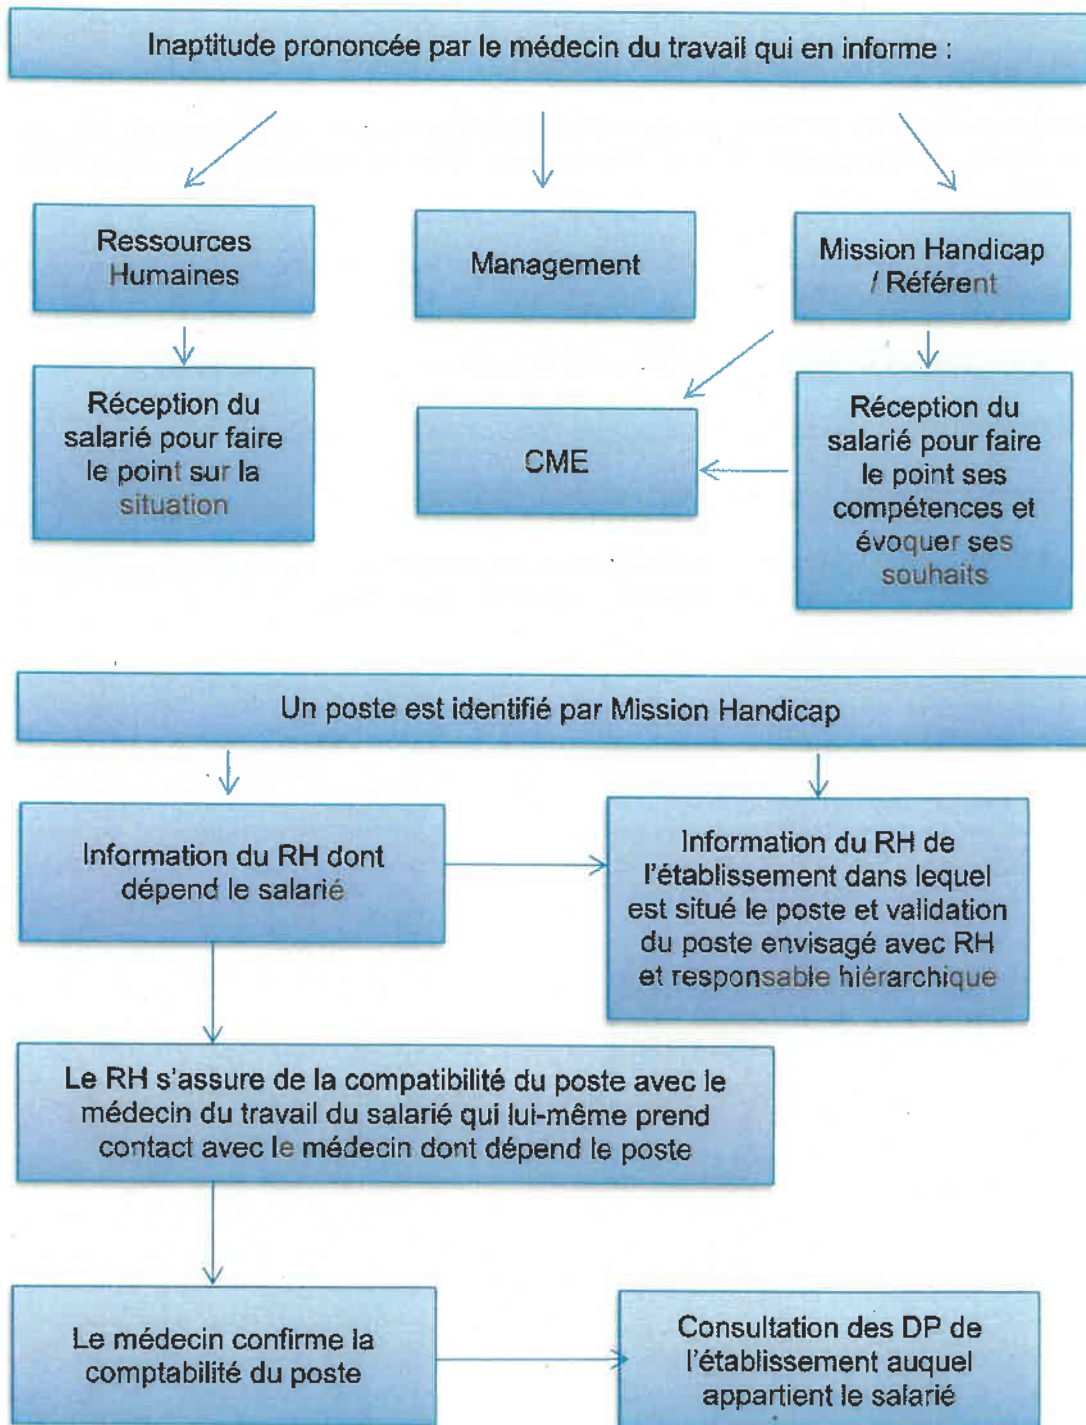 Inaptitude prononcée par le médecin du travail qui en informe :
Ressources
Humaines
Management
Mission Handicap
/ Référent
Réception du
salarié pour faire
le point sur la
situation
CME
Réception du
salarié pour faire
le point ses
compétences et
évoquer ses
souhaits
Un poste est identifié par Mission Handicap
Information du RH dont
dépend le salarié
Information du RH de
l'établissement dans lequel
est situé le poste et validation
du poste envisagé avec RH
et responsable hiérarchique
Le RH s'assure de la compatibilité du poste avec le
médecin du travail du salarié qui lui-même prend
contact avec le médecin dont dépend le poste
Le médecin confirme la
comptabilité du poste
Consultation des DP de
l'établissement auquel
appartient le salarié